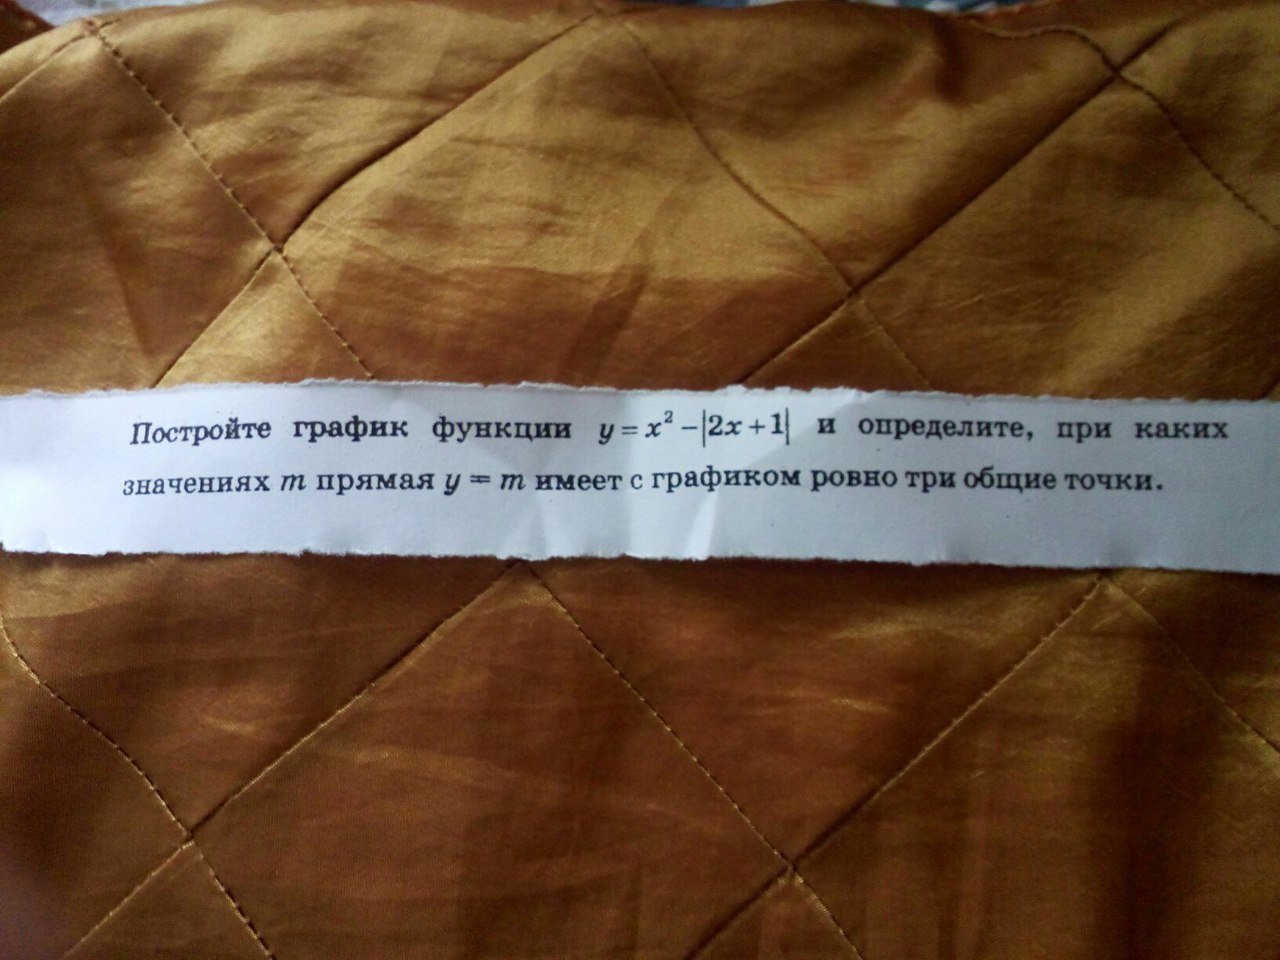 Постройте график функции y = x² − |2x + 1| и определите, при каких
значениях m прямая y = m имеет с графиком ровно три общие точки.